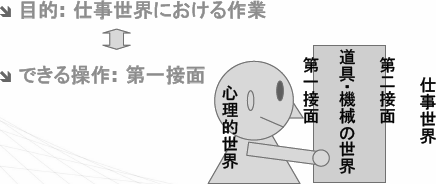 目的: 仕事世界における作業
できる操作: 第一接面
心理的世界
第一接面
道具・機械の世界
第二接面
仕事世界